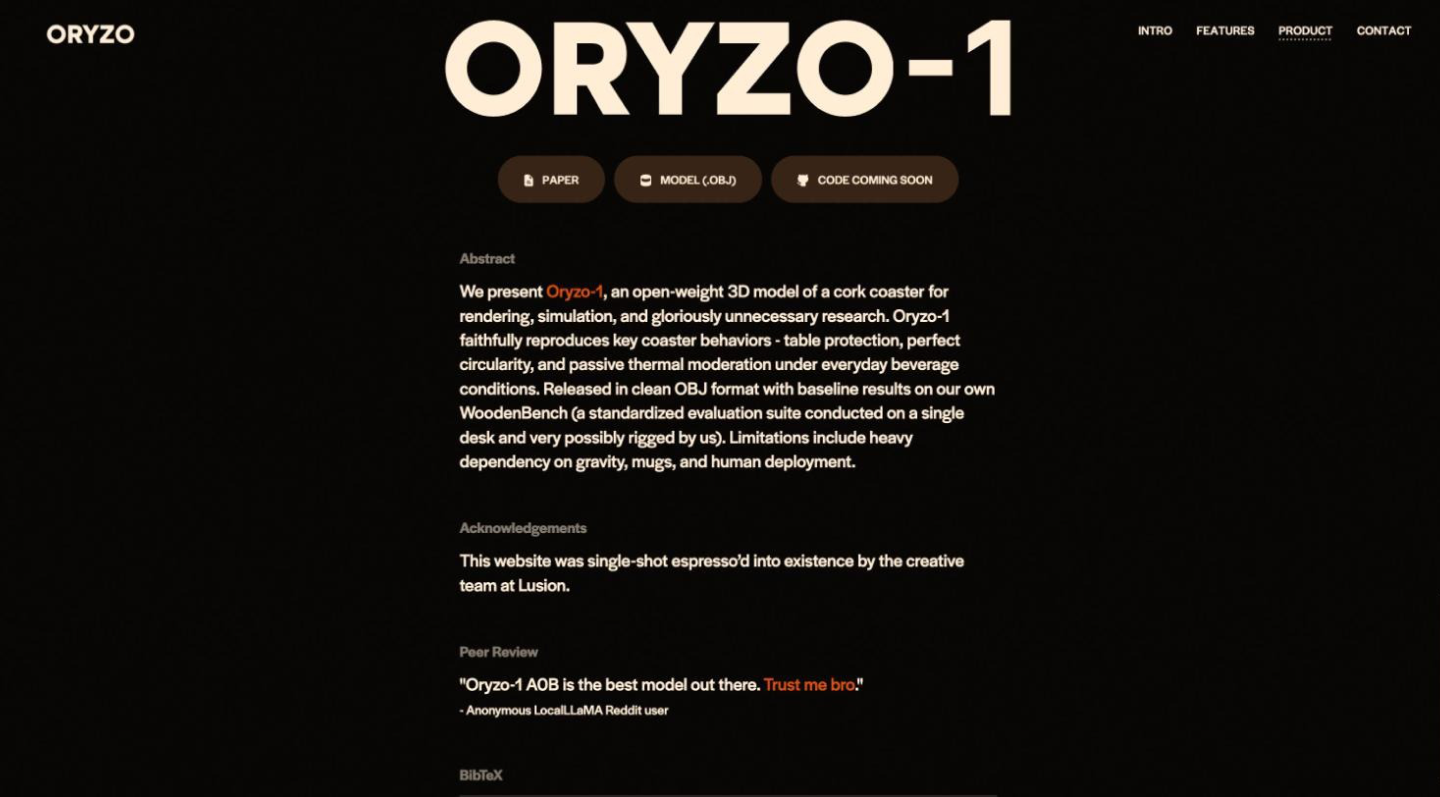 ORYZO
ORYZO-1
INTRO
FEATURES
PRODUCT
CONTACT
PAPER
MODEL (.OBJ)
CODE COMING SOON
Abstract
We present Oryzo-1, an open-weight 3D model of a cork coaster for
rendering, simulation, and gloriously unnecessary research. Oryzo-1
faithfully reproduces key coaster behaviors - table protection, perfect
circularity, and passive thermal moderation under everyday beverage
conditions. Released in clean OBJ format with baseline results on our own
WoodenBench (a standardized evaluation suite conducted on a single
desk and very possibly rigged by us). Limitations include heavy
dependency on gravity, mugs, and human deployment.
Acknowledgements
This website was single-shot espresso’d into existence by the creative
team at Lusion.
Peer Review
"Oryzo-1 A0B is the best model out there. Trust me bro."
- Anonymous LocalLLaMA Reddit user
BibTeX